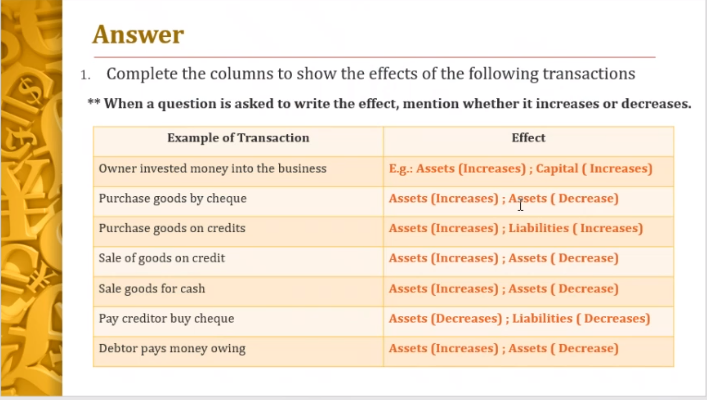 Answer
1. Complete the columns to show the effects of the following transactions
** When a question is asked to write the effect, mention whether it increases or decreases.
Example of Transaction Effect
Owner invested money into the business E.g.: Assets (Increases) ; Capital ( Increases)
Purchase goods by cheque Assets (Increases) ; Assets ( Decrease)
Purchase goods on credits Assets (Increases) ; Liabilities ( Increases)
Sale of goods on credit Assets (Increases) ; Assets ( Decrease)
Sale goods for cash Assets (Increases) ; Assets ( Decrease)
Pay creditor buy cheque Assets (Decreases) ; Liabilities ( Decreases)
Debtor pays money owing Assets (Increases) ; Assets ( Decrease)